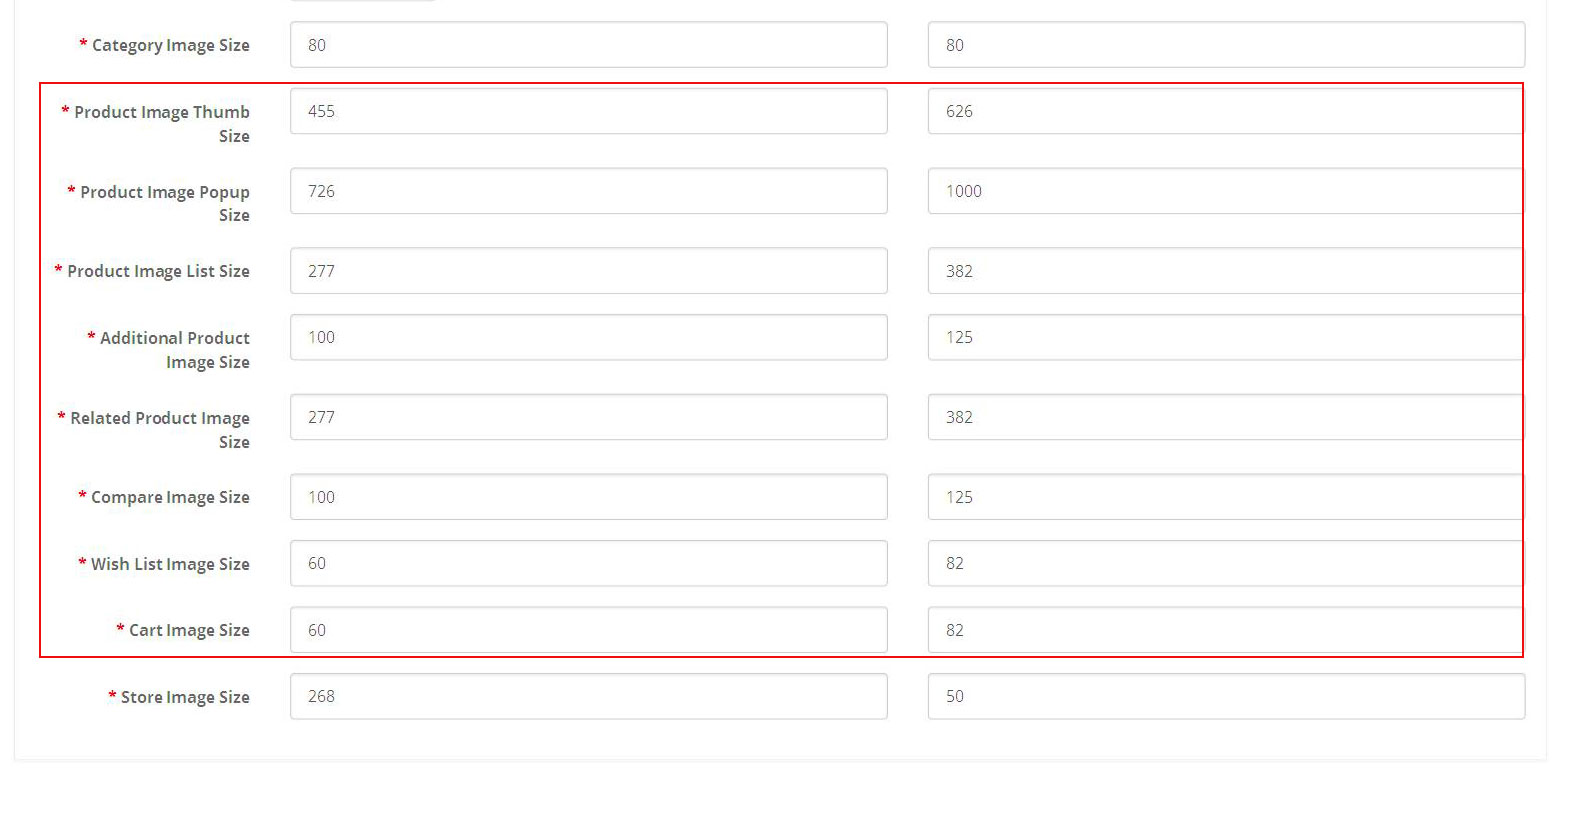 * Category Image Size 80 80
* Product Image Thumb 455 626
Size
* Product Image Popup 726 1000
Size
* Product Image List Size 277 382
* Additional Product 100 125
Image Size
* Related Product Image 277 382
Size
* Compare Image Size 100 125
* Wish List Image Size 60 82
* Cart Image Size 60 82
* Store Image Size 268 50